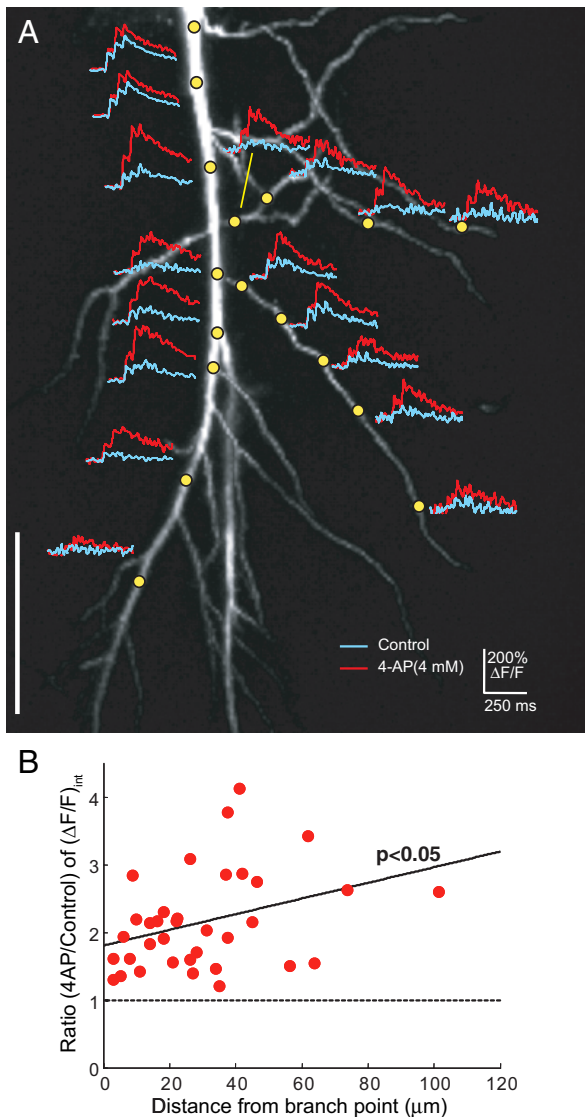 A
Control
4-AP(4 mM)
200%
ΔF/F
250 ms
B
Ratio (4AP/Control) of (ΔF/F)int
4
3
2
1
0
p<0.05
0 20 40 60 80 100 120
Distance from branch point (μm)